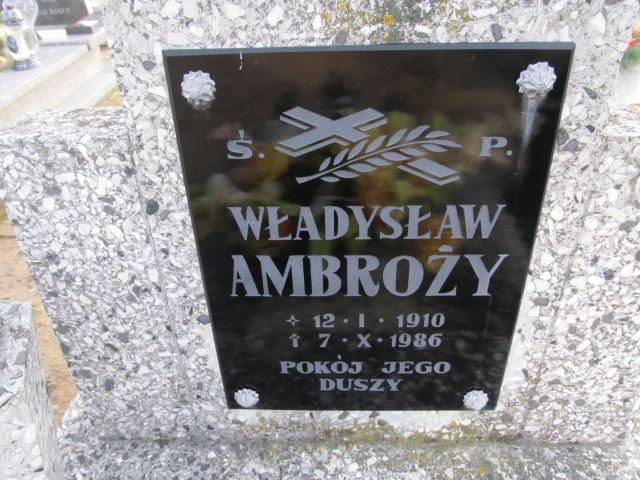 Ś. P.
WŁADYSŁAW
AMBROŻY
✧ 12 · I · 1910
† 7 · X · 1986
POKÓJ JEGO
DUSZY